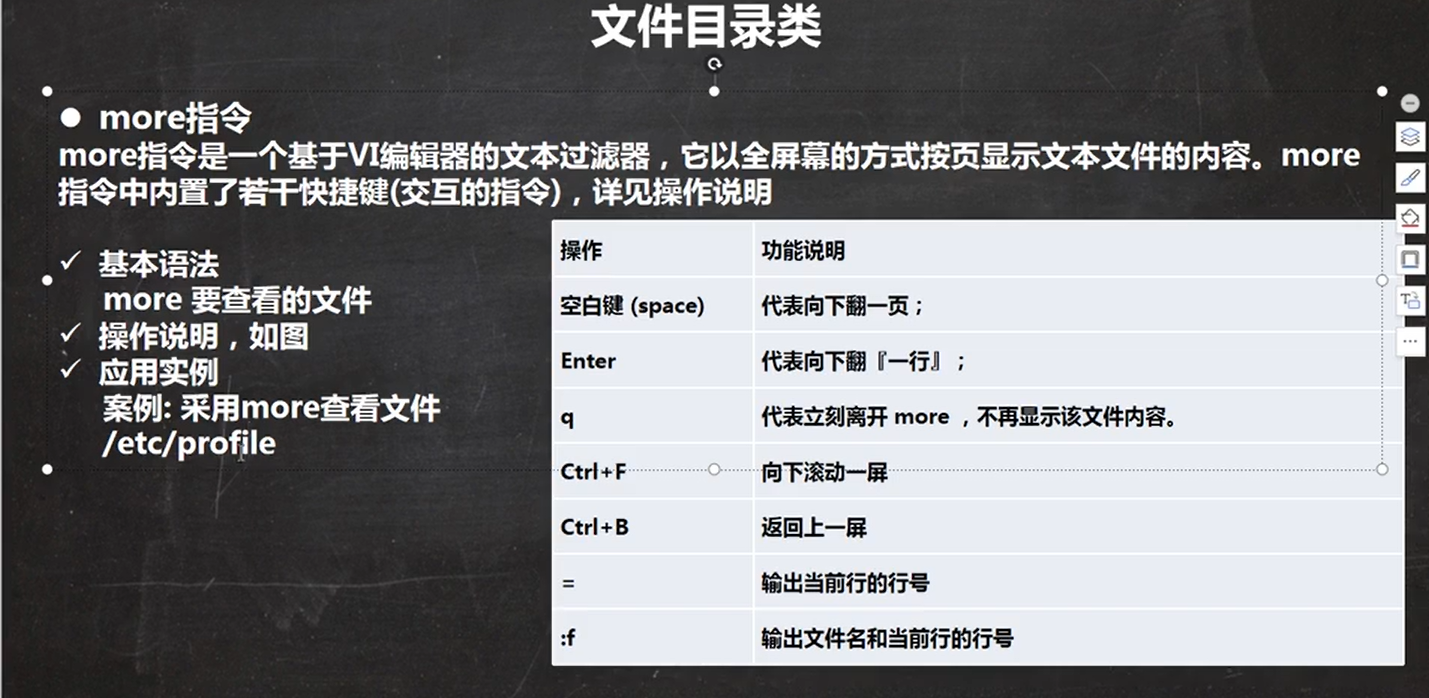 文件目录类
● more指令
more指令是一个基于VI编辑器的文本过滤器，它以全屏幕的方式按页显示文本文件的内容。more
指令中内置了若干快捷键(交互的指令)，详见操作说明
✓ 基本语法
more 要查看的文件
✓ 操作说明，如图
✓ 应用实例
案例: 采用more查看文件
/etc/profile
操作 功能说明
空白键 (space) 代表向下翻一页；
Enter 代表向下翻『一行』；
q 代表立刻离开 more ，不再显示该文件内容。
Ctrl+F 向下滚动一屏
Ctrl+B 返回上一屏
= 输出当前行的行号
:f 输出文件名和当前行的行号